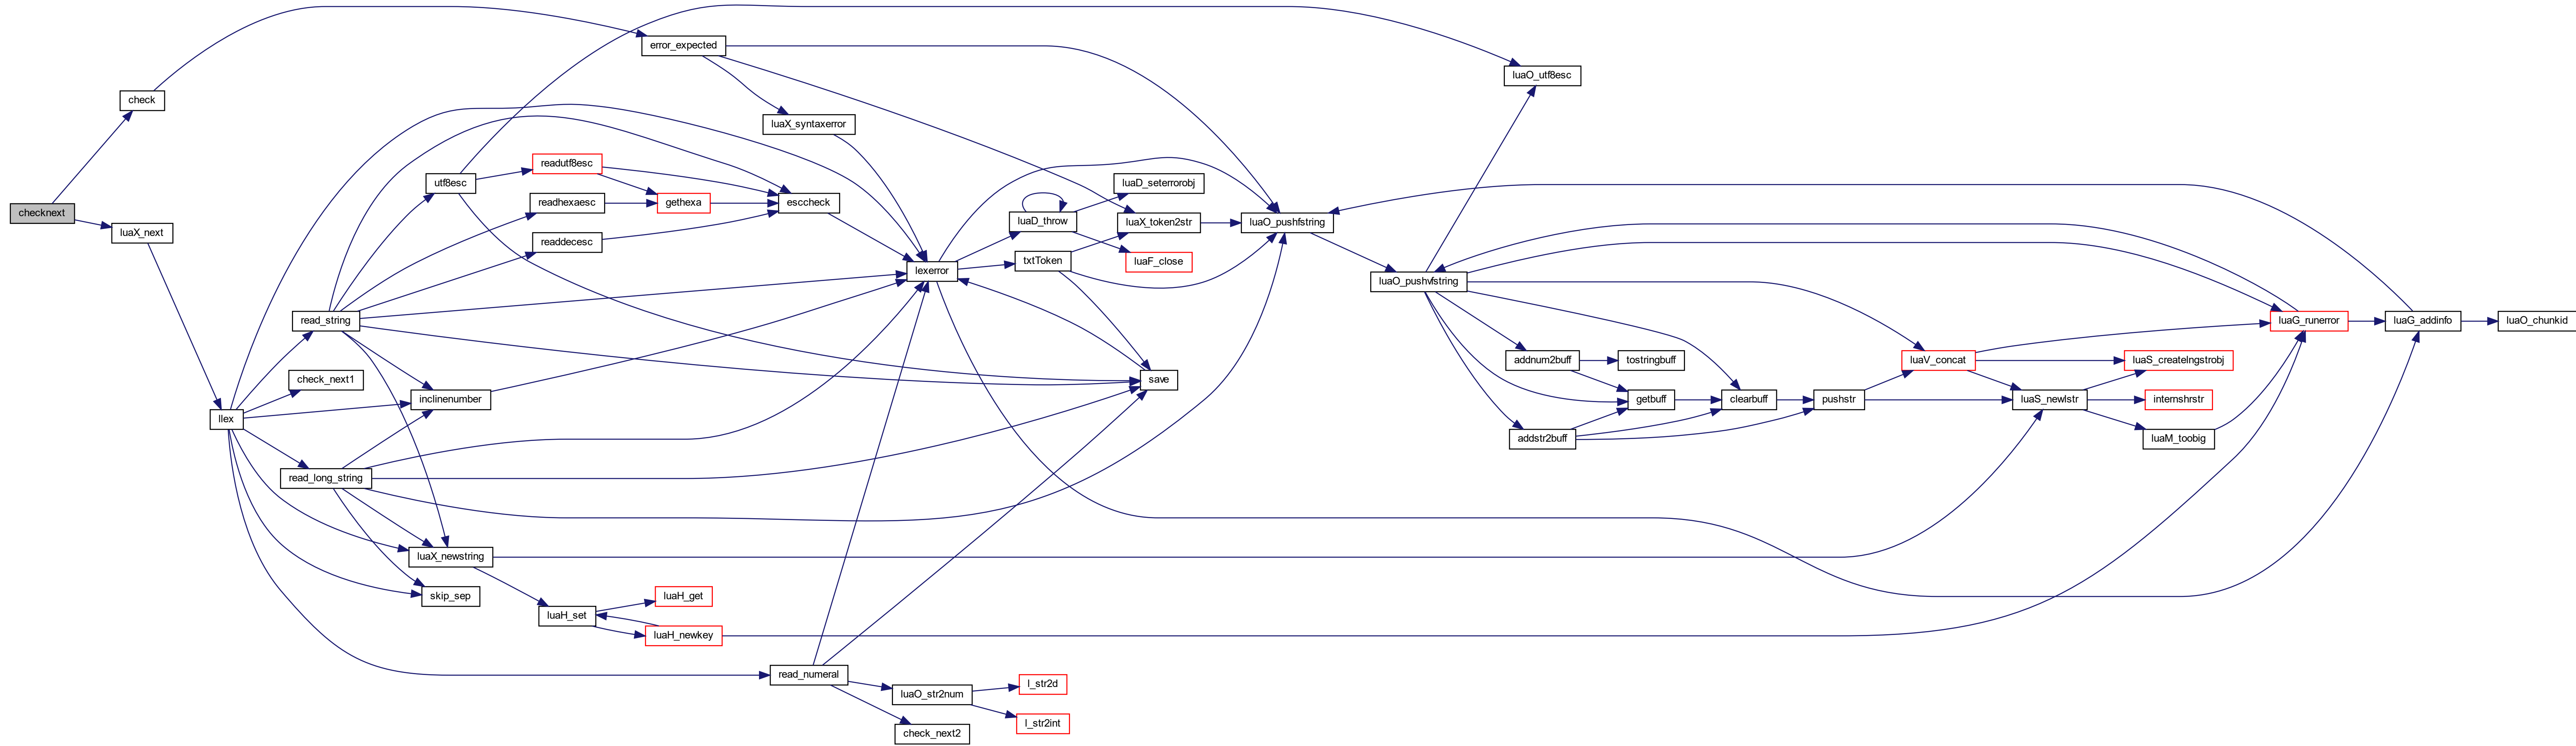 checknext
check
luaX_next
llex
read_string
check_next1
read_long_string
utf8esc
inclinenumber
luaX_newstring
skip_sep
readutf8esc
readhexaesc
readdecesc
luaH_set
error_expected
gethexa
luaH_get
luaH_newkey
luaX_syntaxerror
esccheck
read_numeral
lexerror
luaO_str2num
check_next2
luaD_throw
txtToken
l_str2d
l_str2int
luaD_seterrorobj
luaX_token2str
luaF_close
save
luaO_pushfstring
luaO_pushvfstring
luaO_utf8esc
addnum2buff
addstr2buff
tostringbuff
getbuff
clearbuff
pushstr
luaV_concat
luaS_newlstr
luaS_createlngstrobj
internshrstr
luaM_toobig
luaG_runerror
luaG_addinfo
luaO_chunkid